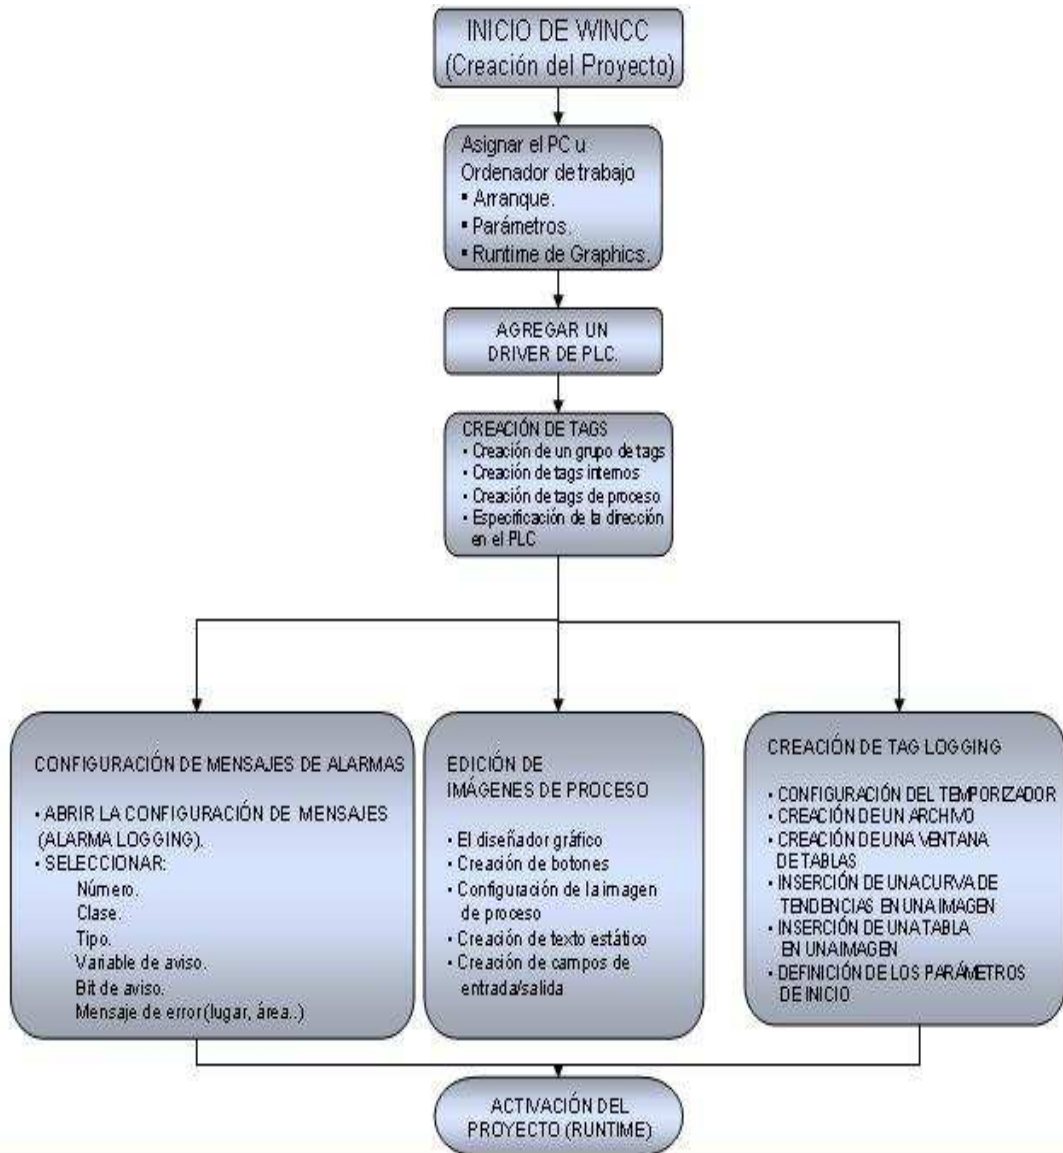 INICIO DE WINCC
(Creación del Proyecto)
Asignar el PC u
Ordenador de trabajo
▪ Arranque.
▪ Parámetros.
▪ Runtime de Graphics.
AGREGAR UN
DRIVER DE PLC.
CREACIÓN DE TAGS
• Creación de un grupo de tags
• Creación de tags internos
• Creación de tags de proceso
• Especificación de la dirección
en el PLC
CONFIGURACIÓN DE MENSAJES DE ALARMAS
• ABRIR LA CONFIGURACIÓN DE MENSAJES
(ALARMA LOGGING).
• SELECCIONAR:
Número.
Clase.
Tipo.
Variable de aviso.
Bit de aviso.
Mensaje de error(lugar, área..)
EDICIÓN DE
IMÁGENES DE PROCESO
• El diseñador gráfico
• Creación de botones
• Configuración de la imagen
de proceso
• Creación de texto estático
• Creación de campos de
entrada/salida
CREACIÓN DE TAG LOGGING
• CONFIGURACIÓN DEL TEMPORIZADOR
• CREACIÓN DE UN ARCHIVO
• CREACIÓN DE UNA VENTANA
DE TABLAS
• INSERCIÓN DE UNA CURVA DE
TENDENCIAS EN UNA IMAGEN
• INSERCIÓN DE UNA TABLA
EN UNA IMAGEN
• DEFINICIÓN DE LOS PARÁMETROS
DE INICIO
ACTIVACIÓN DEL
PROYECTO (RUNTIME)